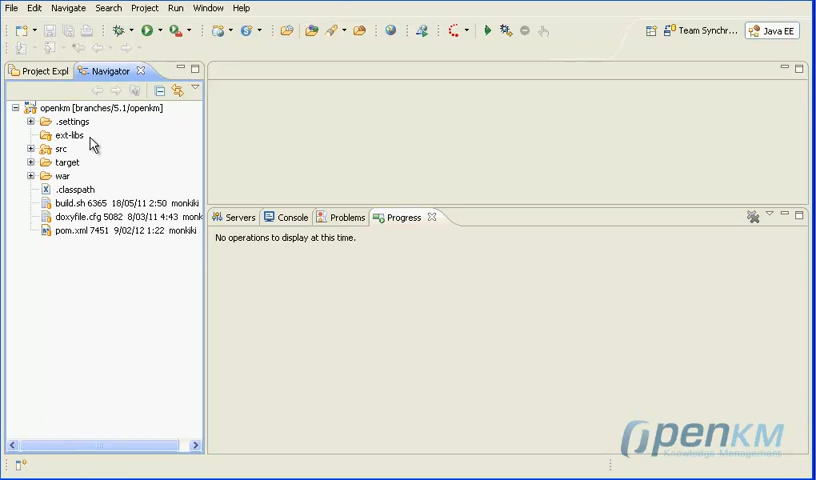 File Edit Navigate Search Project Run Window Help
Team Synchr... Java EE
Project Expl Navigator
openkm [branches/5.1/openkm]
.settings
ext-libs
src
target
war
.classpath
build.sh 6365 18/05/11 2:50 monkiki
doxyfile.cfg 5082 8/03/11 4:43 monki
pom.xml 7451 9/02/12 1:22 monkiki
Servers Console Problems Progress
No operations to display at this time.
OpenKM
Knowledge Management